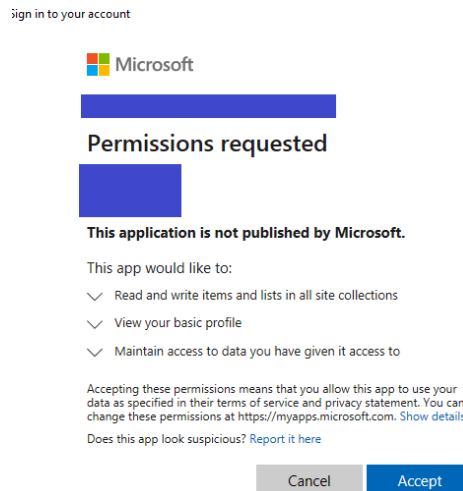 Sign in to your account
Microsoft
Permissions requested
This application is not published by Microsoft.
This app would like to:
Read and write items and lists in all site collections
View your basic profile
Maintain access to data you have given it access to
Accepting these permissions means that you allow this app to use your
data as specified in their terms of service and privacy statement. You can
change these permissions at https://myapps.microsoft.com. Show details
Does this app look suspicious? Report it here
Cancel
Accept